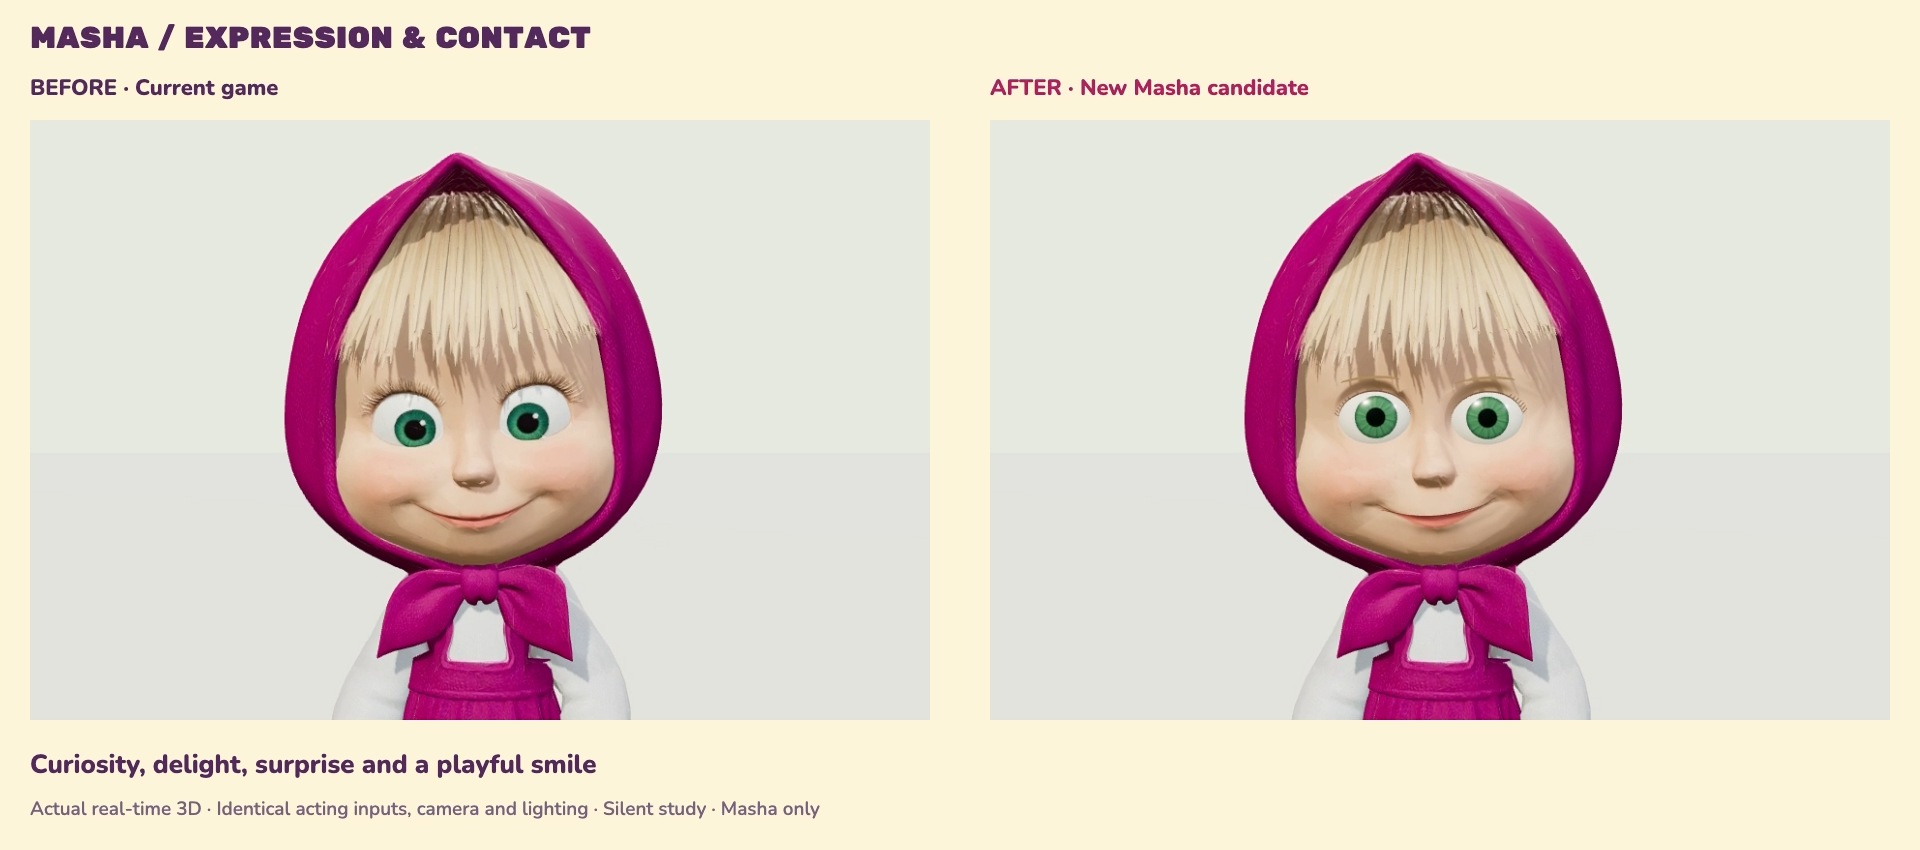 MASHA / EXPRESSION & CONTACT
BEFORE · Current game
AFTER · New Masha candidate
Curiosity, delight, surprise and a playful smile
Actual real-time 3D · Identical acting inputs, camera and lighting · Silent study · Masha only